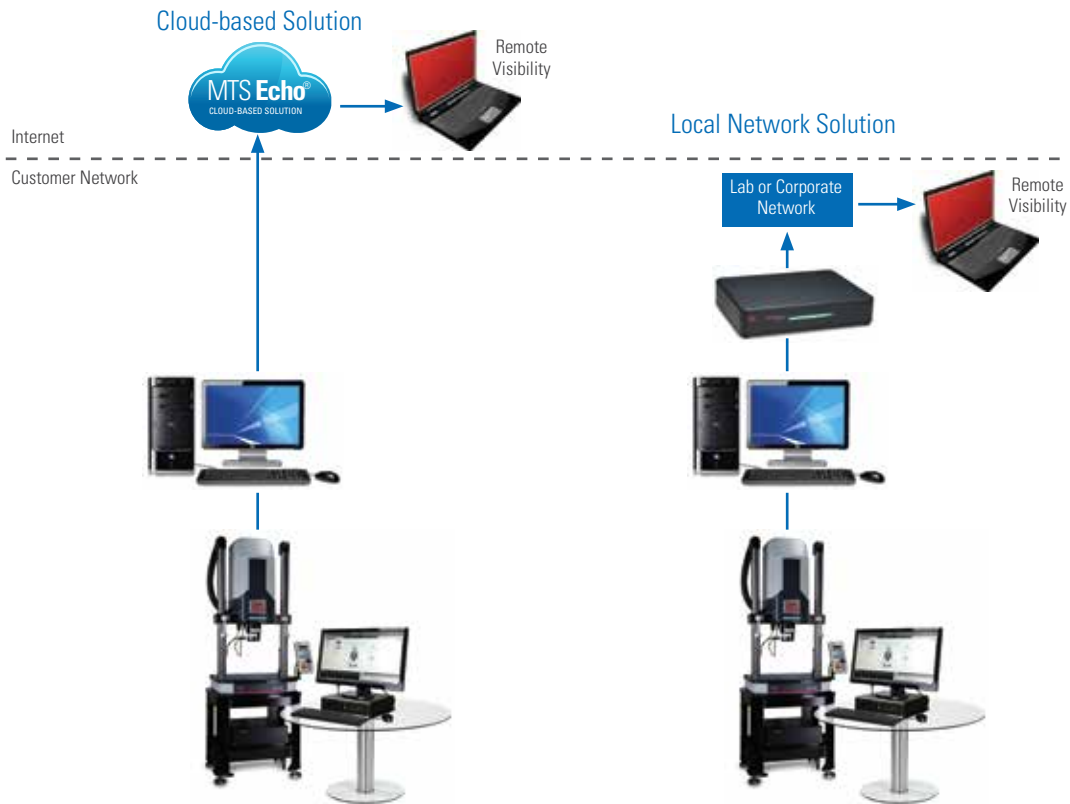 Cloud-based Solution
MTS Echo®
CLOUD-BASED SOLUTION
Remote
Visibility
Internet
Local Network Solution
Customer Network
Lab or Corporate
Network
Remote
Visibility